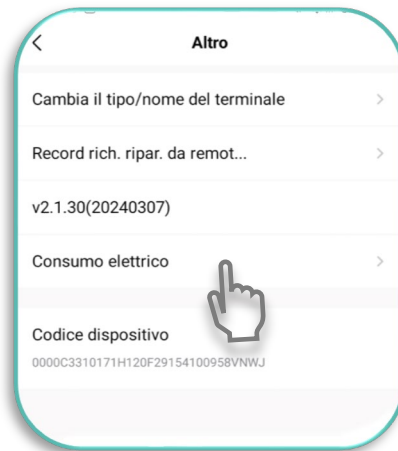 Altro
Cambia il tipo/nome del terminale
Record rich. ripar. da remot...
v2.1.30(20240307)
Consumo elettrico
Codice dispositivo
0000C3310171H120F29154100958VNWJ